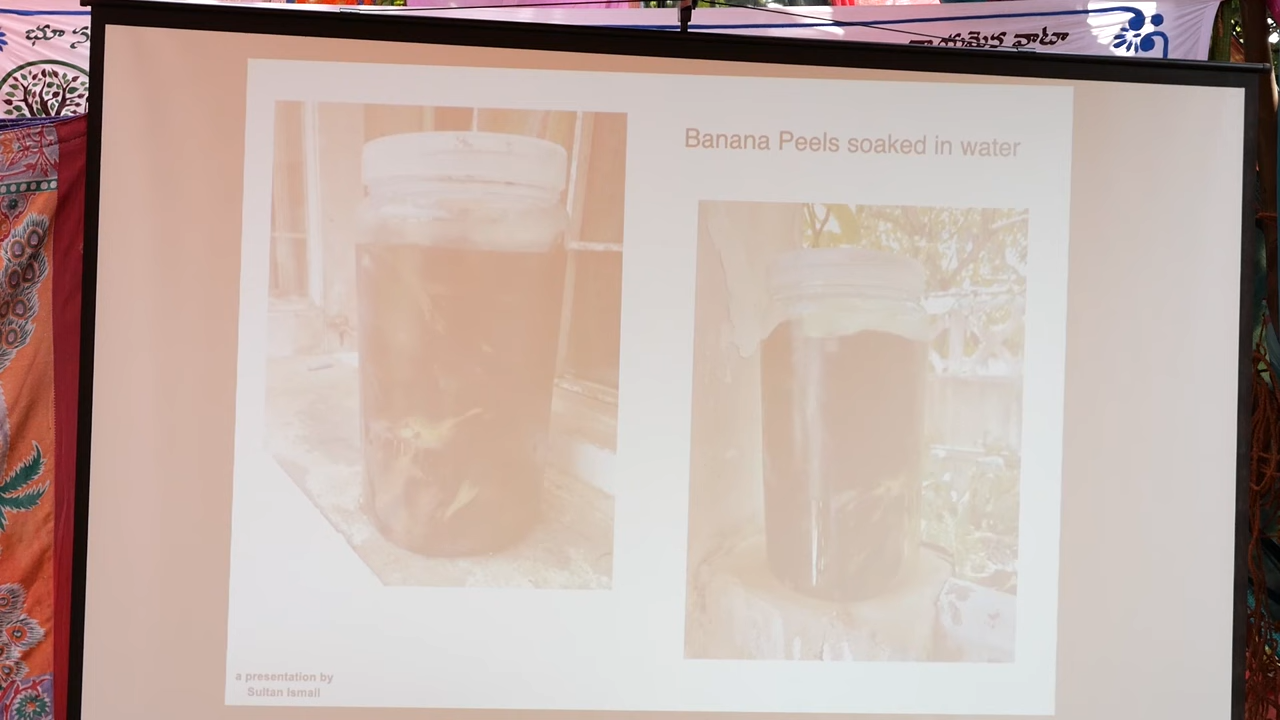 భూ
వాటా
Banana Peels soaked in water
a presentation by
Sultan Ismail